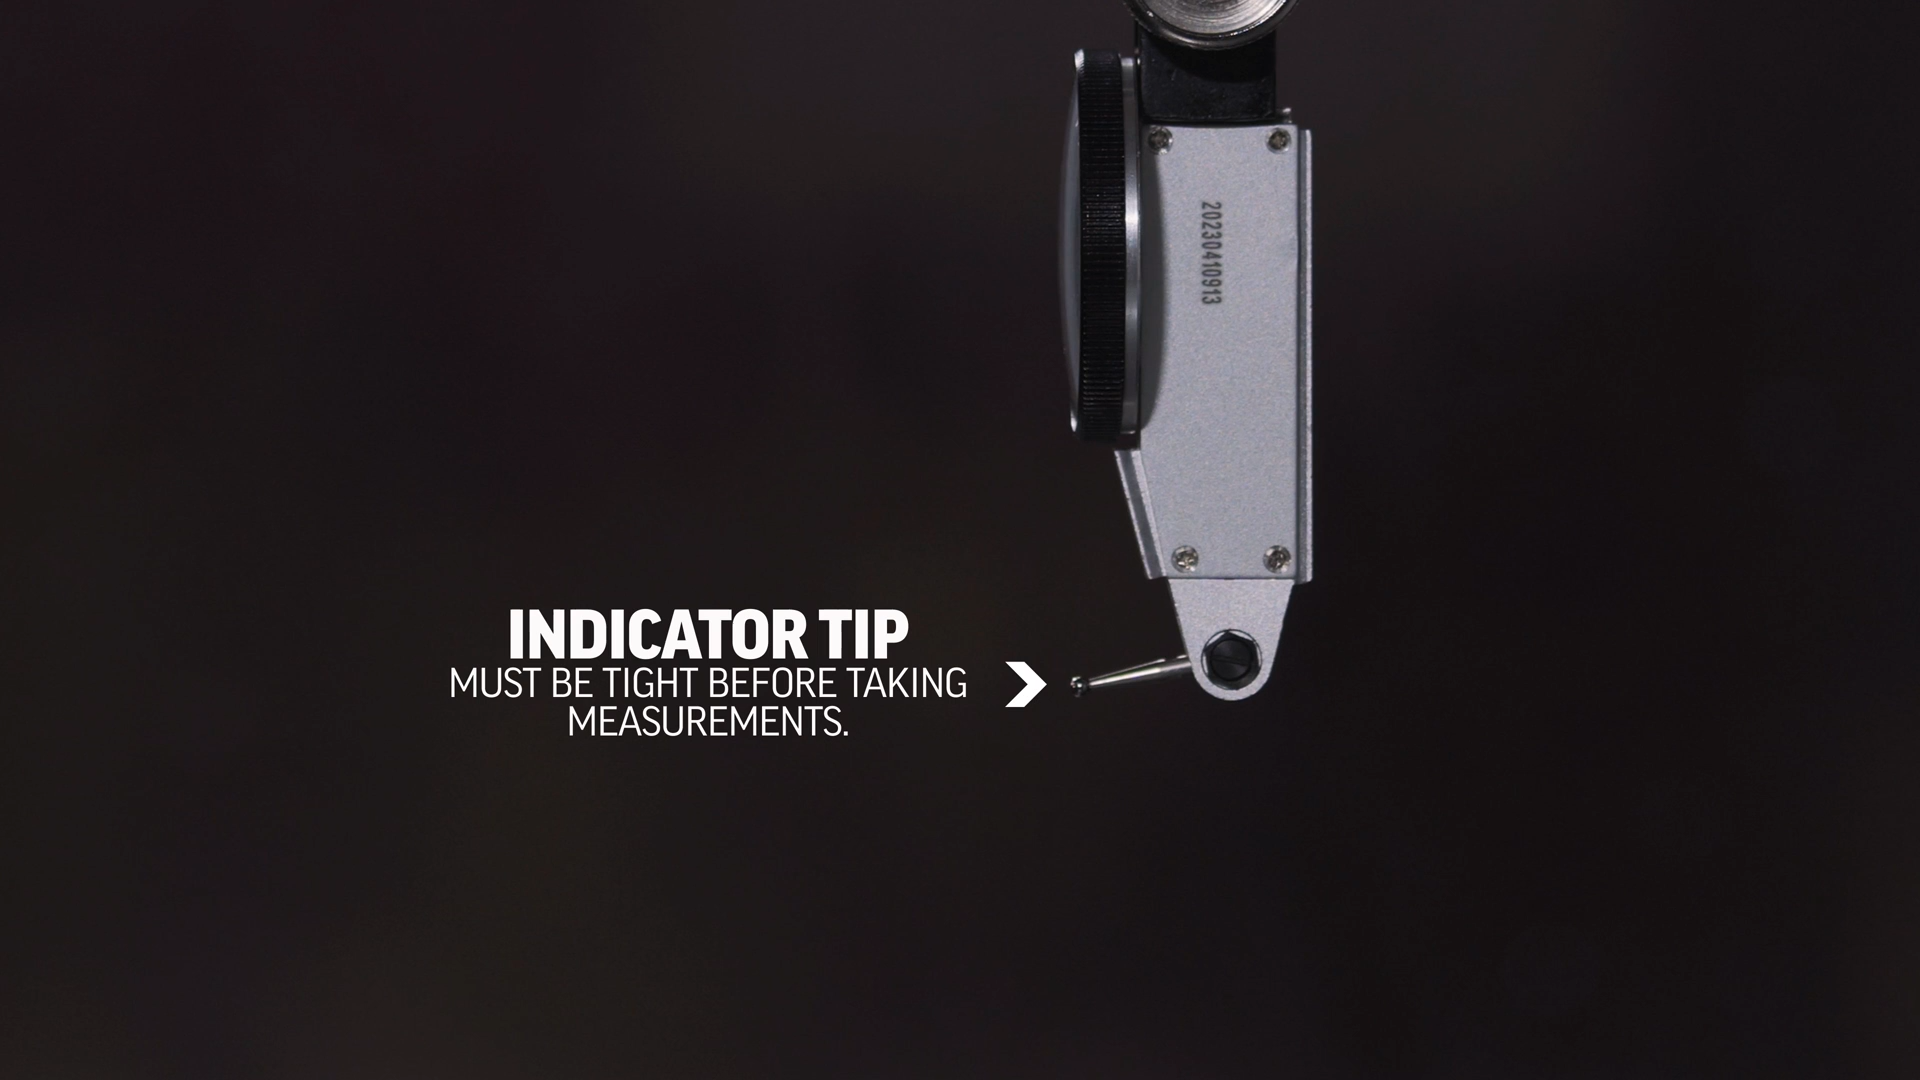 20230410913
INDICATOR TIP
MUST BE TIGHT BEFORE TAKING
MEASUREMENTS.